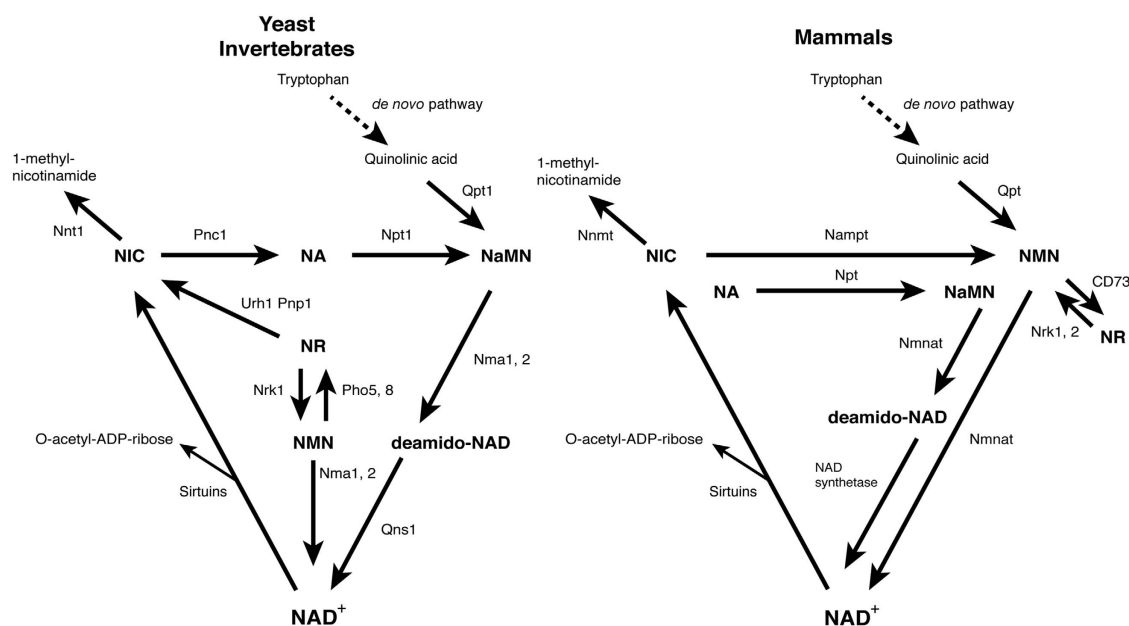 Yeast
Invertebrates
Tryptophan
de novo pathway
Quinolinic acid
1-methyl-
nicotinamide
Qpt1
Nnt1
Pnc1
Npt1
NIC
NA
NaMN
Urh1 Pnp1
NR
Nma1, 2
Nrk1
Pho5, 8
NMN
deamido-NAD
O-acetyl-ADP-ribose
Nma1, 2
Sirtuins
Qns1
NAD+
Mammals
Tryptophan
de novo pathway
Quinolinic acid
1-methyl-
nicotinamide
Qpt
Nnmt
Nampt
NIC
NMN
Npt
CD73
NA
NaMN
Nrk1, 2
NR
Nmnat
deamido-NAD
O-acetyl-ADP-ribose
Nmnat
NAD
synthetase
Sirtuins
NAD+